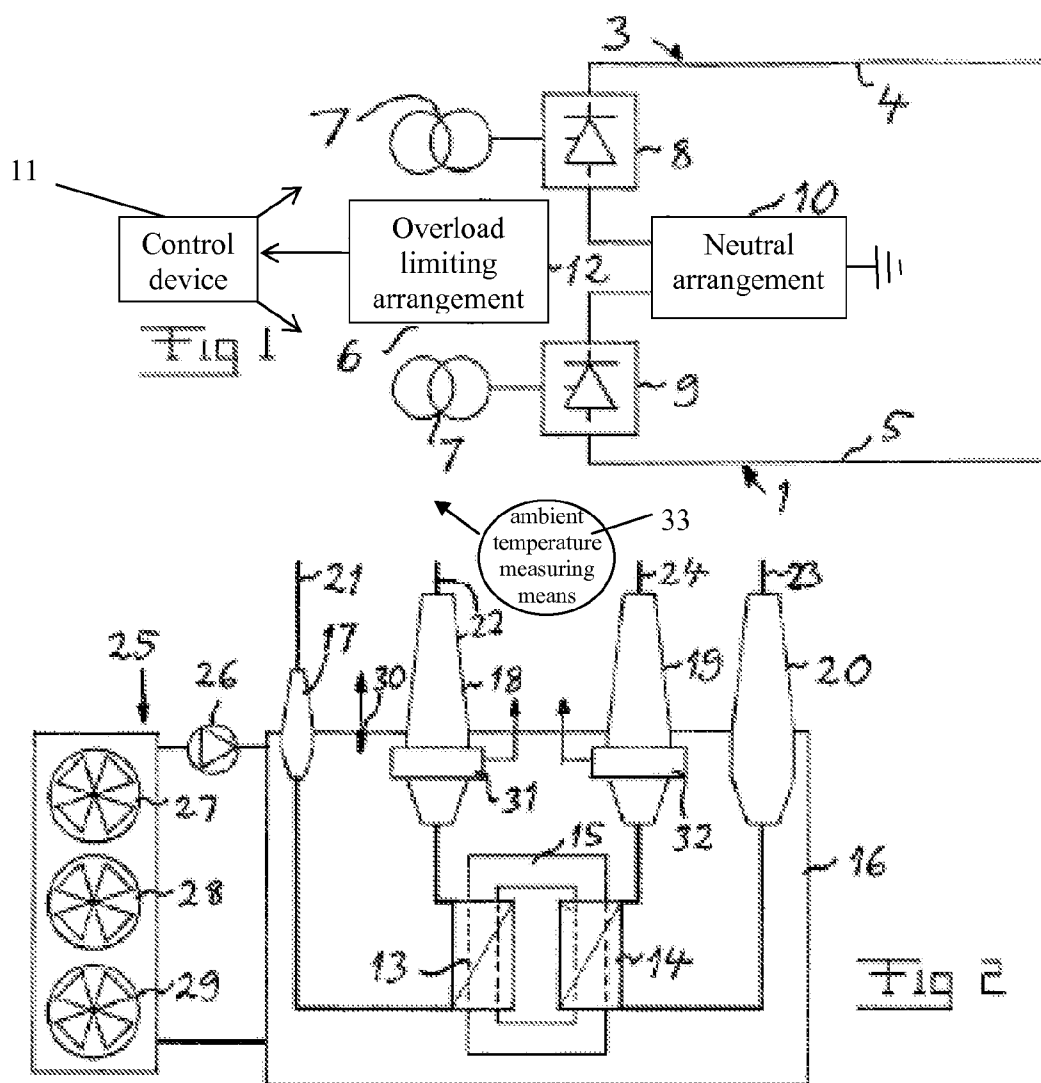 3
4
7
8
11
10
Control
device
Overload
limiting
arrangement
12
Neutral
arrangement
Fig 1
6
9
7
5
1
ambient
temperature
measuring
means
33
21
22
24
23
25
17
26
30
18
19
20
27
31
32
15
16
28
13
14
29
Fig 2